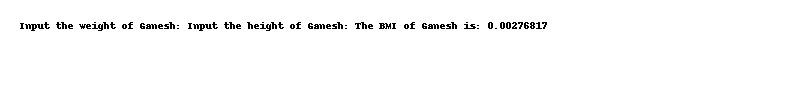 Input the weight of Ganesh: Input the height of Ganesh: The BMI of Ganesh is: 0.00276817